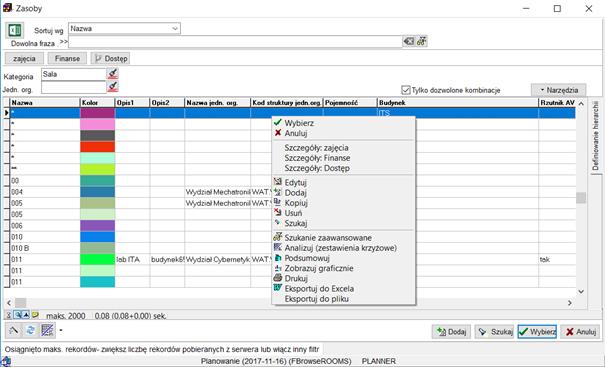 Zasoby
Sortuj wg Nazwa
Dowolna fraza >>
zajęcia Finanse Dostęp
Kategoria Sala
Jedn. org.
Tylko dozwolone kombinacje Narzędzia
Nazwa Kolor Opis1 Opis2 Nazwa jedn. org. Kod struktury jedn.org. Pojemność Budynek Rzutnik AV
* ITS
*
*
*
*
**
00
004 Wydział Mechatronil WAT
005 Wydział Mechatronil WAT
005
006
010
010 B
011 lab ITA budynek65 Wydział Cybernetyk WAT tak
011
011
Definiowanie hierarchii
Wybierz
Anuluj
Szczegóły: zajęcia
Szczegóły: Finanse
Szczegóły: Dostęp
Edytuj
Dodaj
Kopiuj
Usuń
Szukaj
Szukanie zaawansowane
Analizuj (zestawienia krzyżowe)
Podsumowuj
Zobrazuj graficznie
Drukuj
Eksportuj do Excela
Eksportuj do pliku
maks. 2000 0.08 (0.08+0.00) sek.
Dodaj Szukaj Wybierz Anuluj
Osiągnięto maks. rekordów- zwiększ liczbę rekordów pobieranych z serwera lub włącz inny filtr
Planowanie (2017-11-16) (FBrowseROOMS) PLANNER